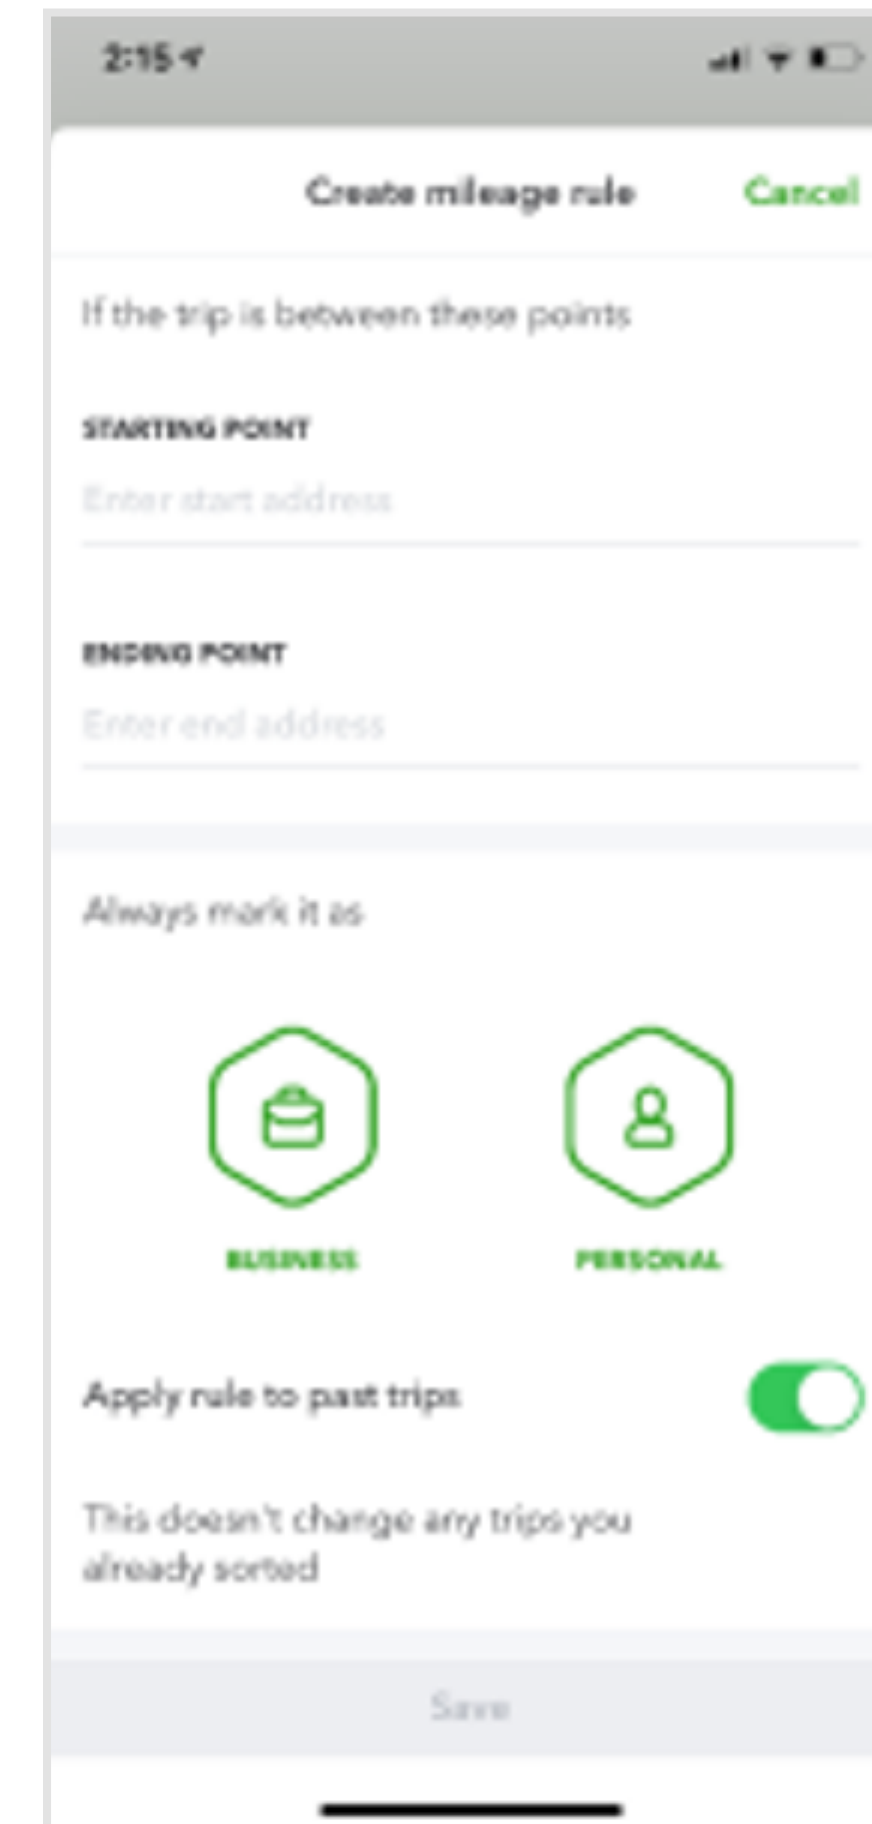 2:15
Create mileage rule
Cancel
If the trip is between these points
STARTING POINT
Enter start address
ENDING POINT
Enter end address
Always mark it as
BUSINESS
PERSONAL
Apply rule to past trips
This doesn't change any trips you
already sorted
Save